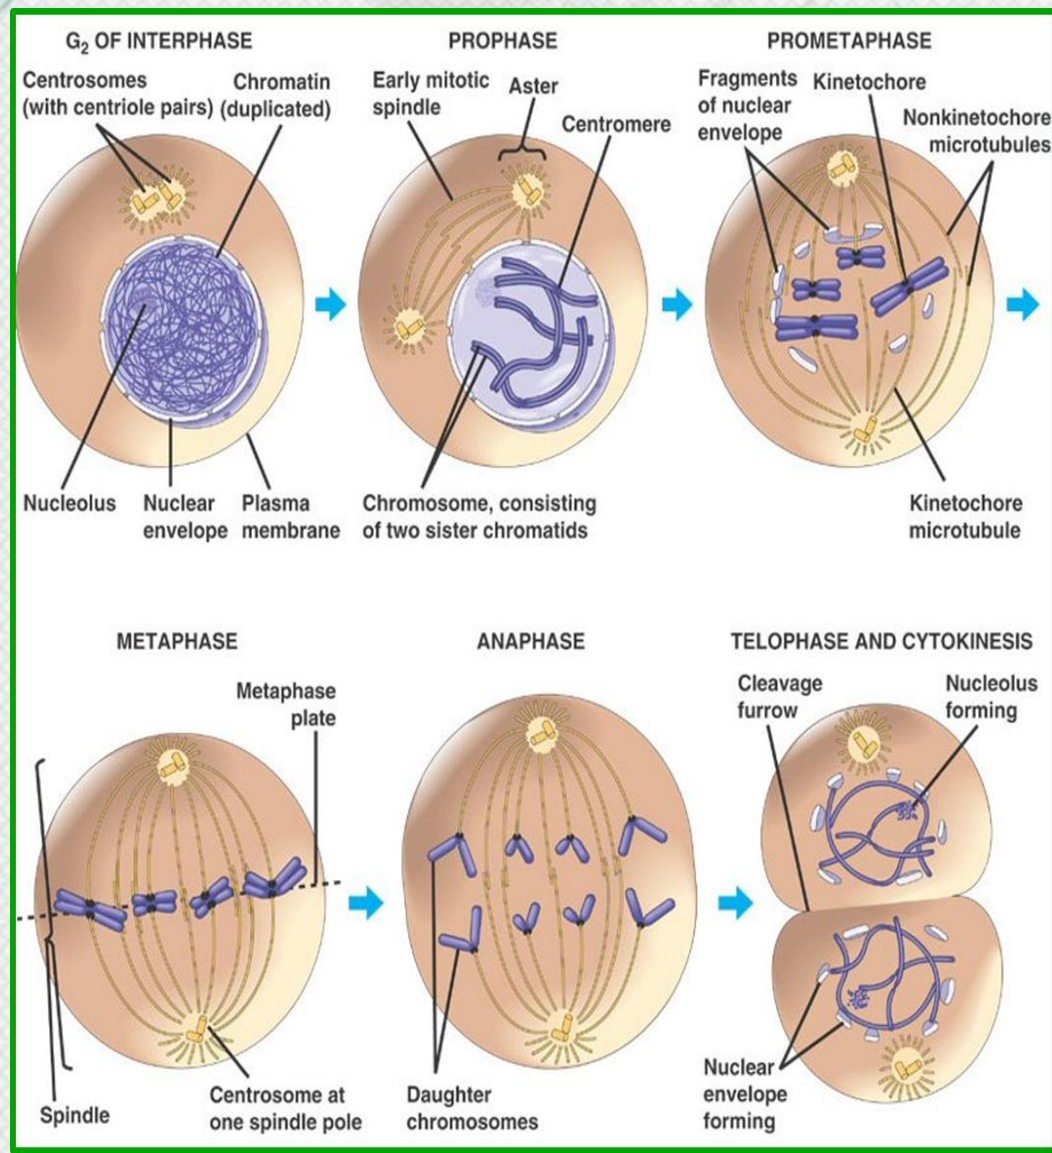 G₂ OF INTERPHASE
Centrosomes
(with centriole pairs)
Chromatin
(duplicated)
Nucleolus
Nuclear
envelope
Plasma
membrane
PROPHASE
Early mitotic
spindle
Aster
Centromere
Chromosome, consisting
of two sister chromatids
PROMETAPHASE
Fragments
of nuclear
envelope
Kinetochore
Nonkinetochore
microtubules
Kinetochore
microtubule
METAPHASE
Metaphase
plate
Spindle
Centrosome at
one spindle pole
ANAPHASE
Daughter
chromosomes
TELOPHASE AND CYTOKINESIS
Cleavage
furrow
Nucleolus
forming
Nuclear
envelope
forming